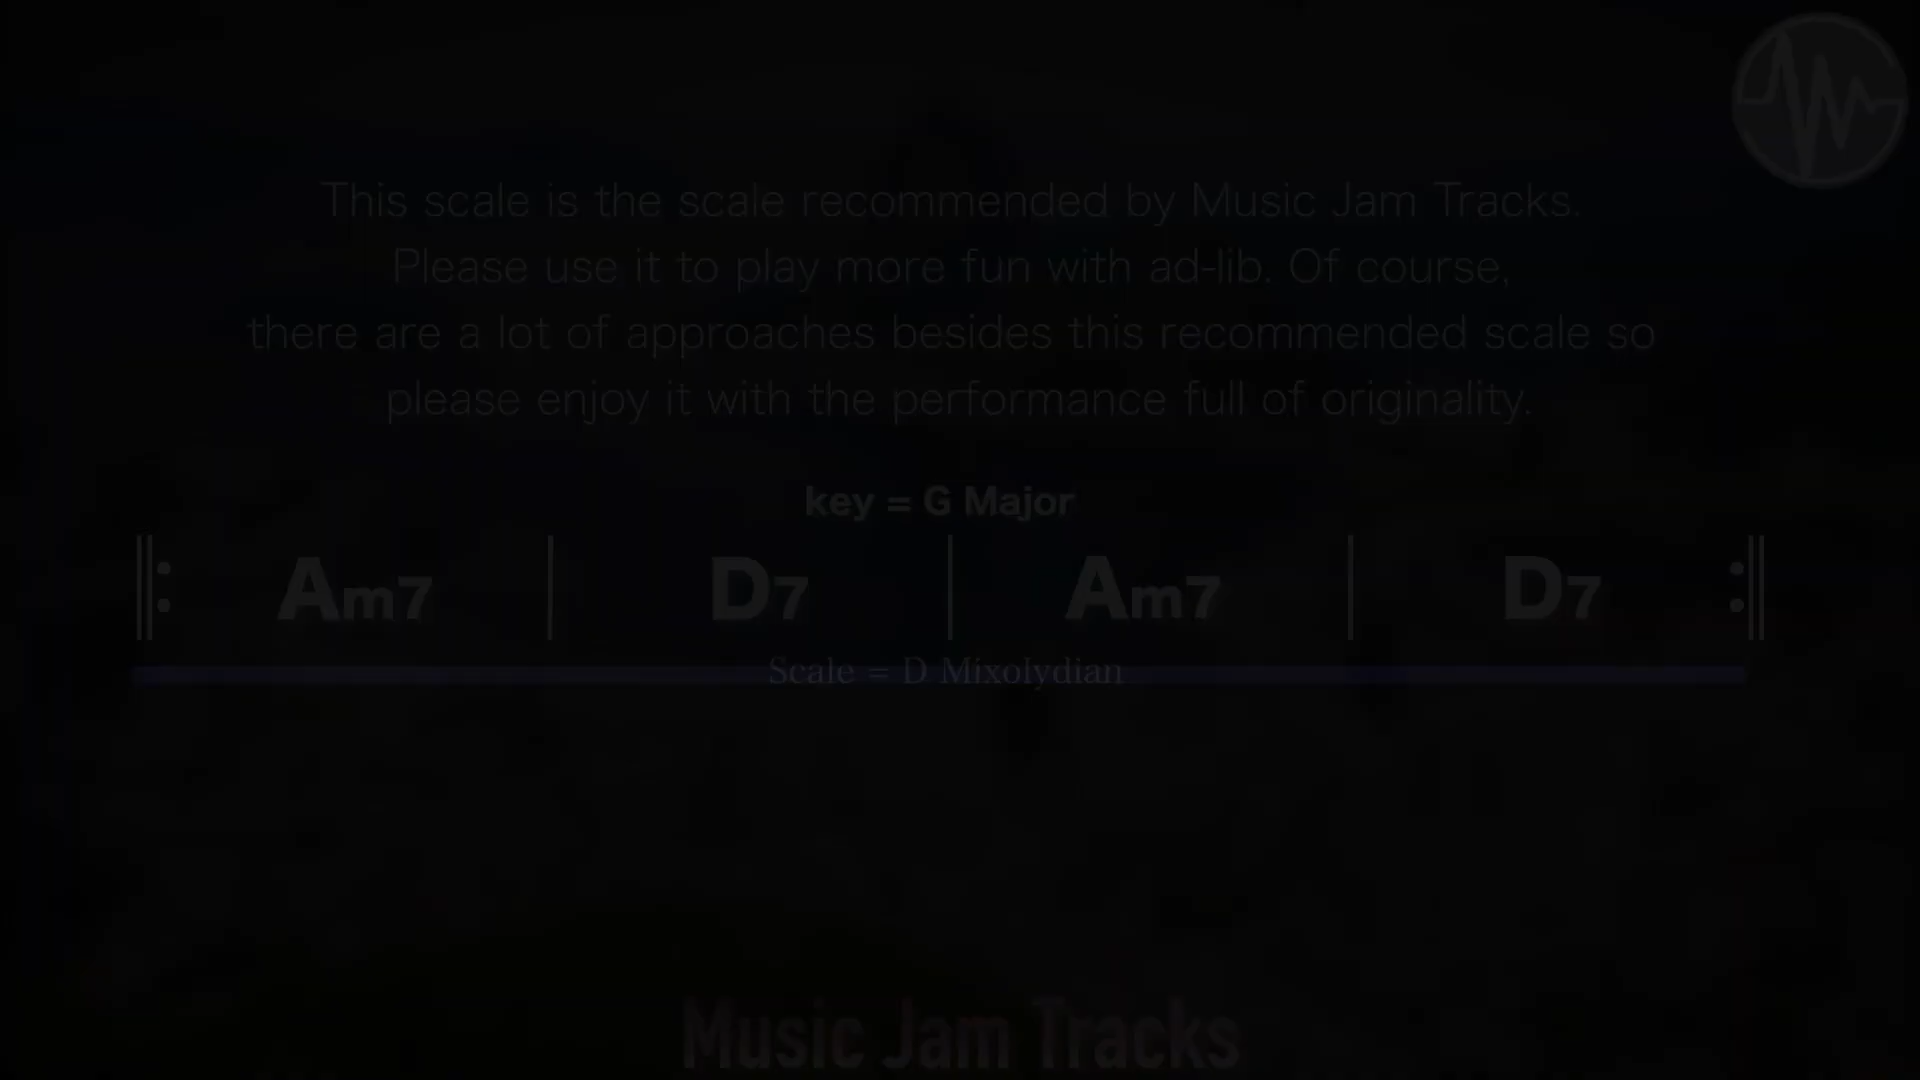 This scale is the scale recommended by Music Jam Tracks.
Please use it to play more fun with ad-lib. Of course,
there are a lot of approaches besides this recommended scale so
please enjoy it with the performance full of originality.
key = G Major
Am7 D7 Am7 D7
Scale = D Mixolydian
Music Jam Tracks